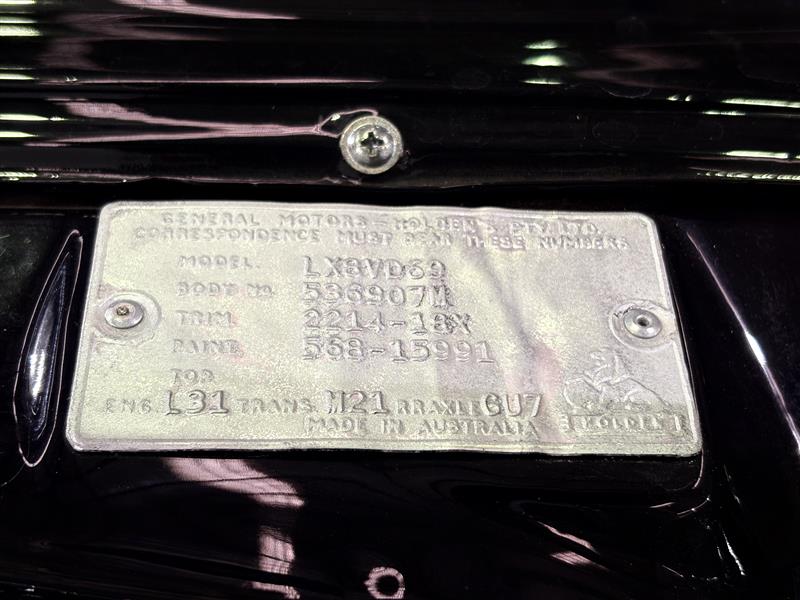 GENERAL MOTORS - HOLDEN'S PTY. LTD.
CORRESPONDENCE MUST BEAR THESE NUMBERS
MODEL. LX8VD69
BODY NO. 536907M
TRIM. 2214-18X
PAINT. 568-15991
TOP
ENG. L31 TRANS. M21 RR AXLE GU7
MADE IN AUSTRALIA
HOLDEN